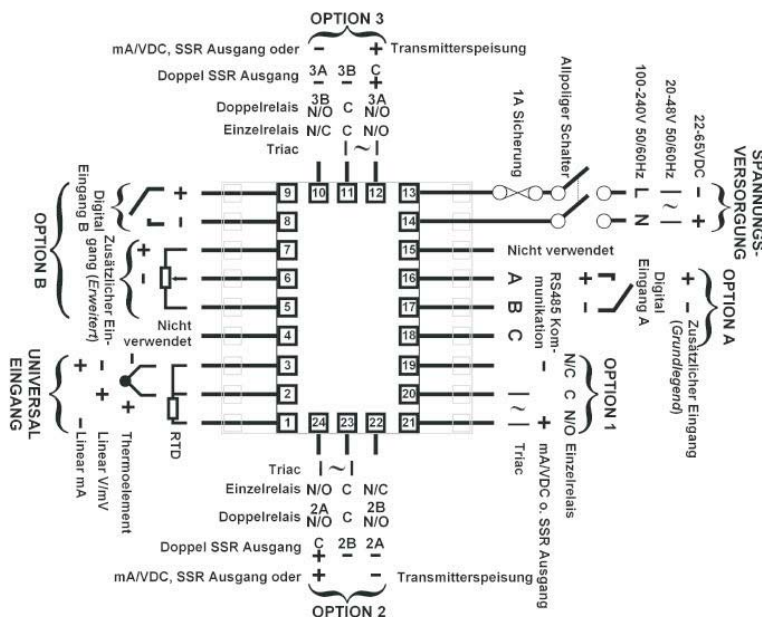 OPTION 3
mA/VDC, SSR Ausgang oder − + Transmitterspeisung
Doppel SSR Ausgang 3A − 3B C +
Doppelrelais 3B N/O C 3A N/O
Einzelrelais N/C C N/O
Triac | ~ |
9 10 11 12 13
8 14
7 15
6 16
5 17
4 18
3 19
2 20
1 24 23 22 21
OPTION B
Digital
Eingang B
+
−
Zusätzlicher Ein-
gang (Erweitert)
+
−
Nicht
verwendet
UNIVERSAL
EINGANG
+ − Linear mA
− + Linear V/mV
− + Thermoelement
RTD
1A Sicherung
Allpoliger Schalter
L N 100-240V 50/60Hz
| ~ | 20-48V 50/60Hz
− + 22-65VDC
SPANNUNGS-
VERSORGUNG
Nicht verwendet
A B C
RS485 Kom-
munikation
+ −
Digital
Eingang A
+ −
Zusätzlicher Eingang
(Grundlegend)
OPTION A
OPTION 1
N/C C N/O Einzelrelais
− + mA/VDC o. SSR Ausgang
| ~ | Triac
Triac | ~ |
Einzelrelais N/O C N/C
Doppelrelais 2A N/O C 2B N/O
Doppel SSR Ausgang C + 2B − 2A −
mA/VDC, SSR Ausgang oder + − Transmitterspeisung
OPTION 2